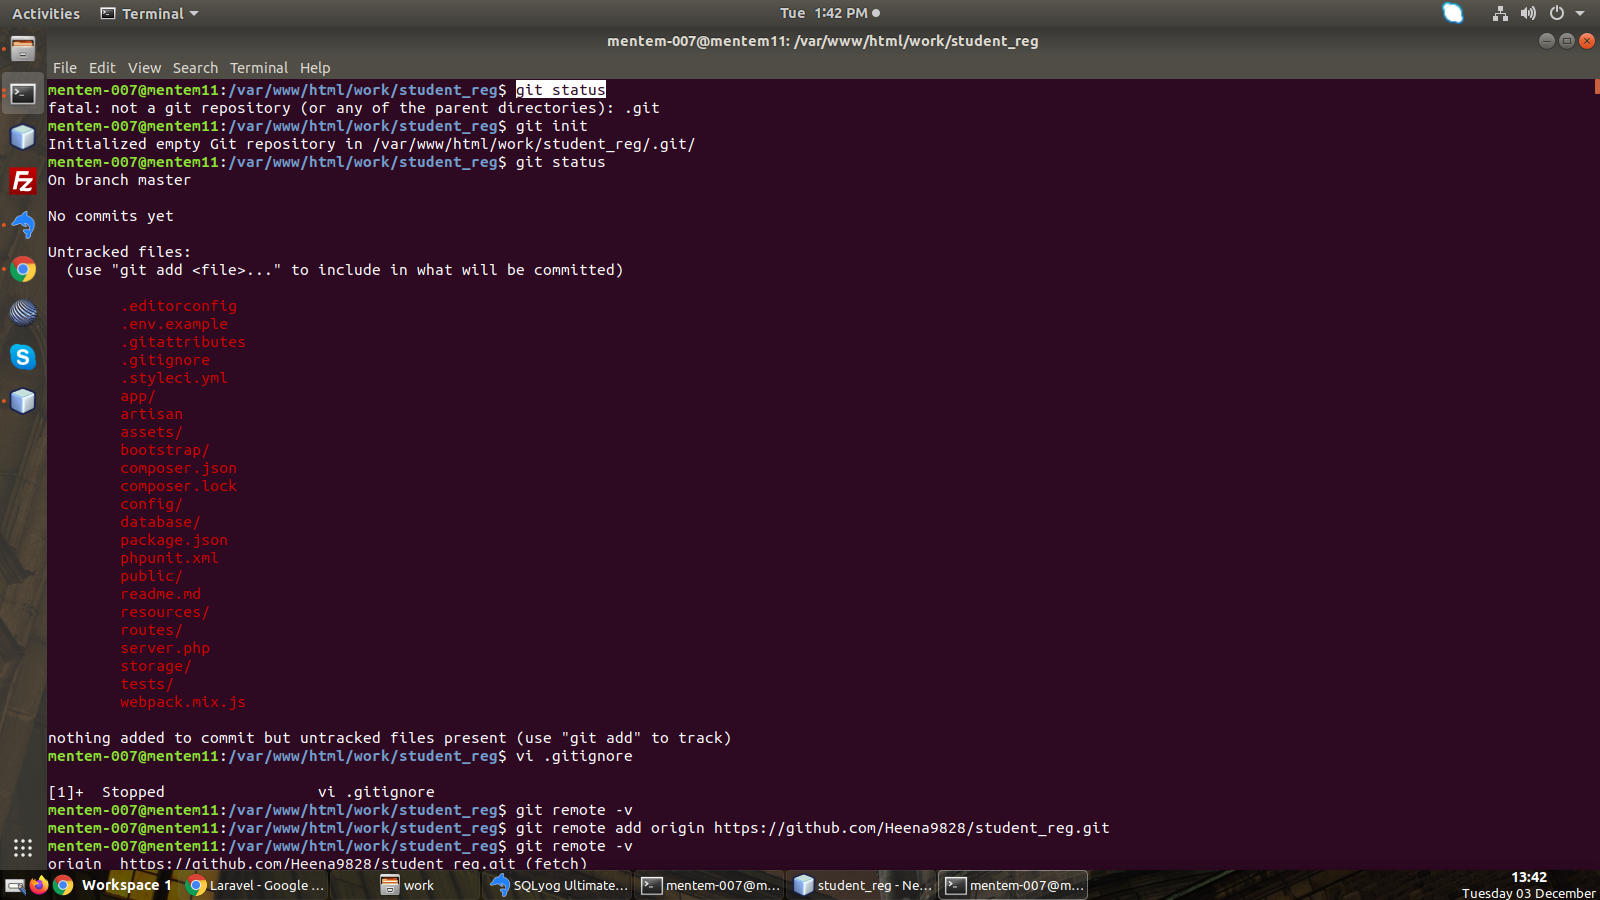 Activities Terminal Tue 1:42 PM
mentem-007@mentem11: /var/www/html/work/student_reg
File Edit View Search Terminal Help
mentem-007@mentem11:/var/www/html/work/student_reg$ git status
fatal: not a git repository (or any of the parent directories): .git
mentem-007@mentem11:/var/www/html/work/student_reg$ git init
Initialized empty Git repository in /var/www/html/work/student_reg/.git/
mentem-007@mentem11:/var/www/html/work/student_reg$ git status
On branch master
No commits yet
Untracked files:
(use "git add <file>..." to include in what will be committed)
.editorconfig
.env.example
.gitattributes
.gitignore
.styleci.yml
app/
artisan
assets/
bootstrap/
composer.json
composer.lock
config/
database/
package.json
phpunit.xml
public/
readme.md
resources/
routes/
server.php
storage/
tests/
webpack.mix.js
nothing added to commit but untracked files present (use "git add" to track)
mentem-007@mentem11:/var/www/html/work/student_reg$ vi .gitignore
[1]+ Stopped vi .gitignore
mentem-007@mentem11:/var/www/html/work/student_reg$ git remote -v
mentem-007@mentem11:/var/www/html/work/student_reg$ git remote add origin https://github.com/Heena9828/student_reg.git
mentem-007@mentem11:/var/www/html/work/student_reg$ git remote -v
origin https://github.com/Heena9828/student_reg.git (fetch)
Workspace 1 Laravel - Google ... work SQLyog Ultimate... mentem-007@m... student_reg - Ne... mentem-007@m... 13:42
Tuesday 03 December